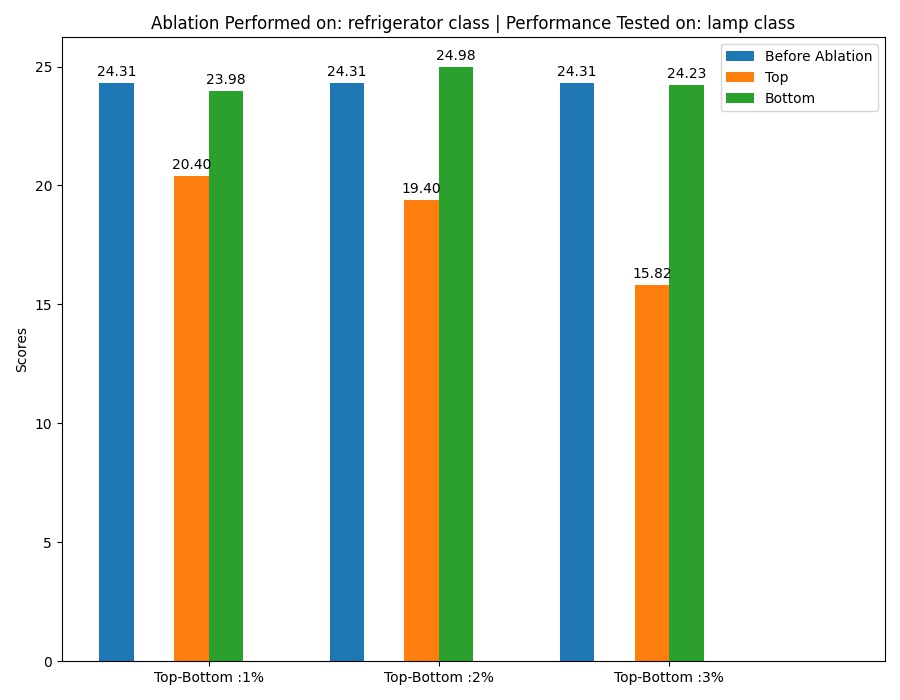 Ablation Performed on: refrigerator class | Performance Tested on: lamp class
Before Ablation
Top
Bottom
24.31
20.40
23.98
24.31
19.40
24.98
24.31
15.82
24.23
25
20
15
10
5
0
Scores
Top-Bottom :1%
Top-Bottom :2%
Top-Bottom :3%